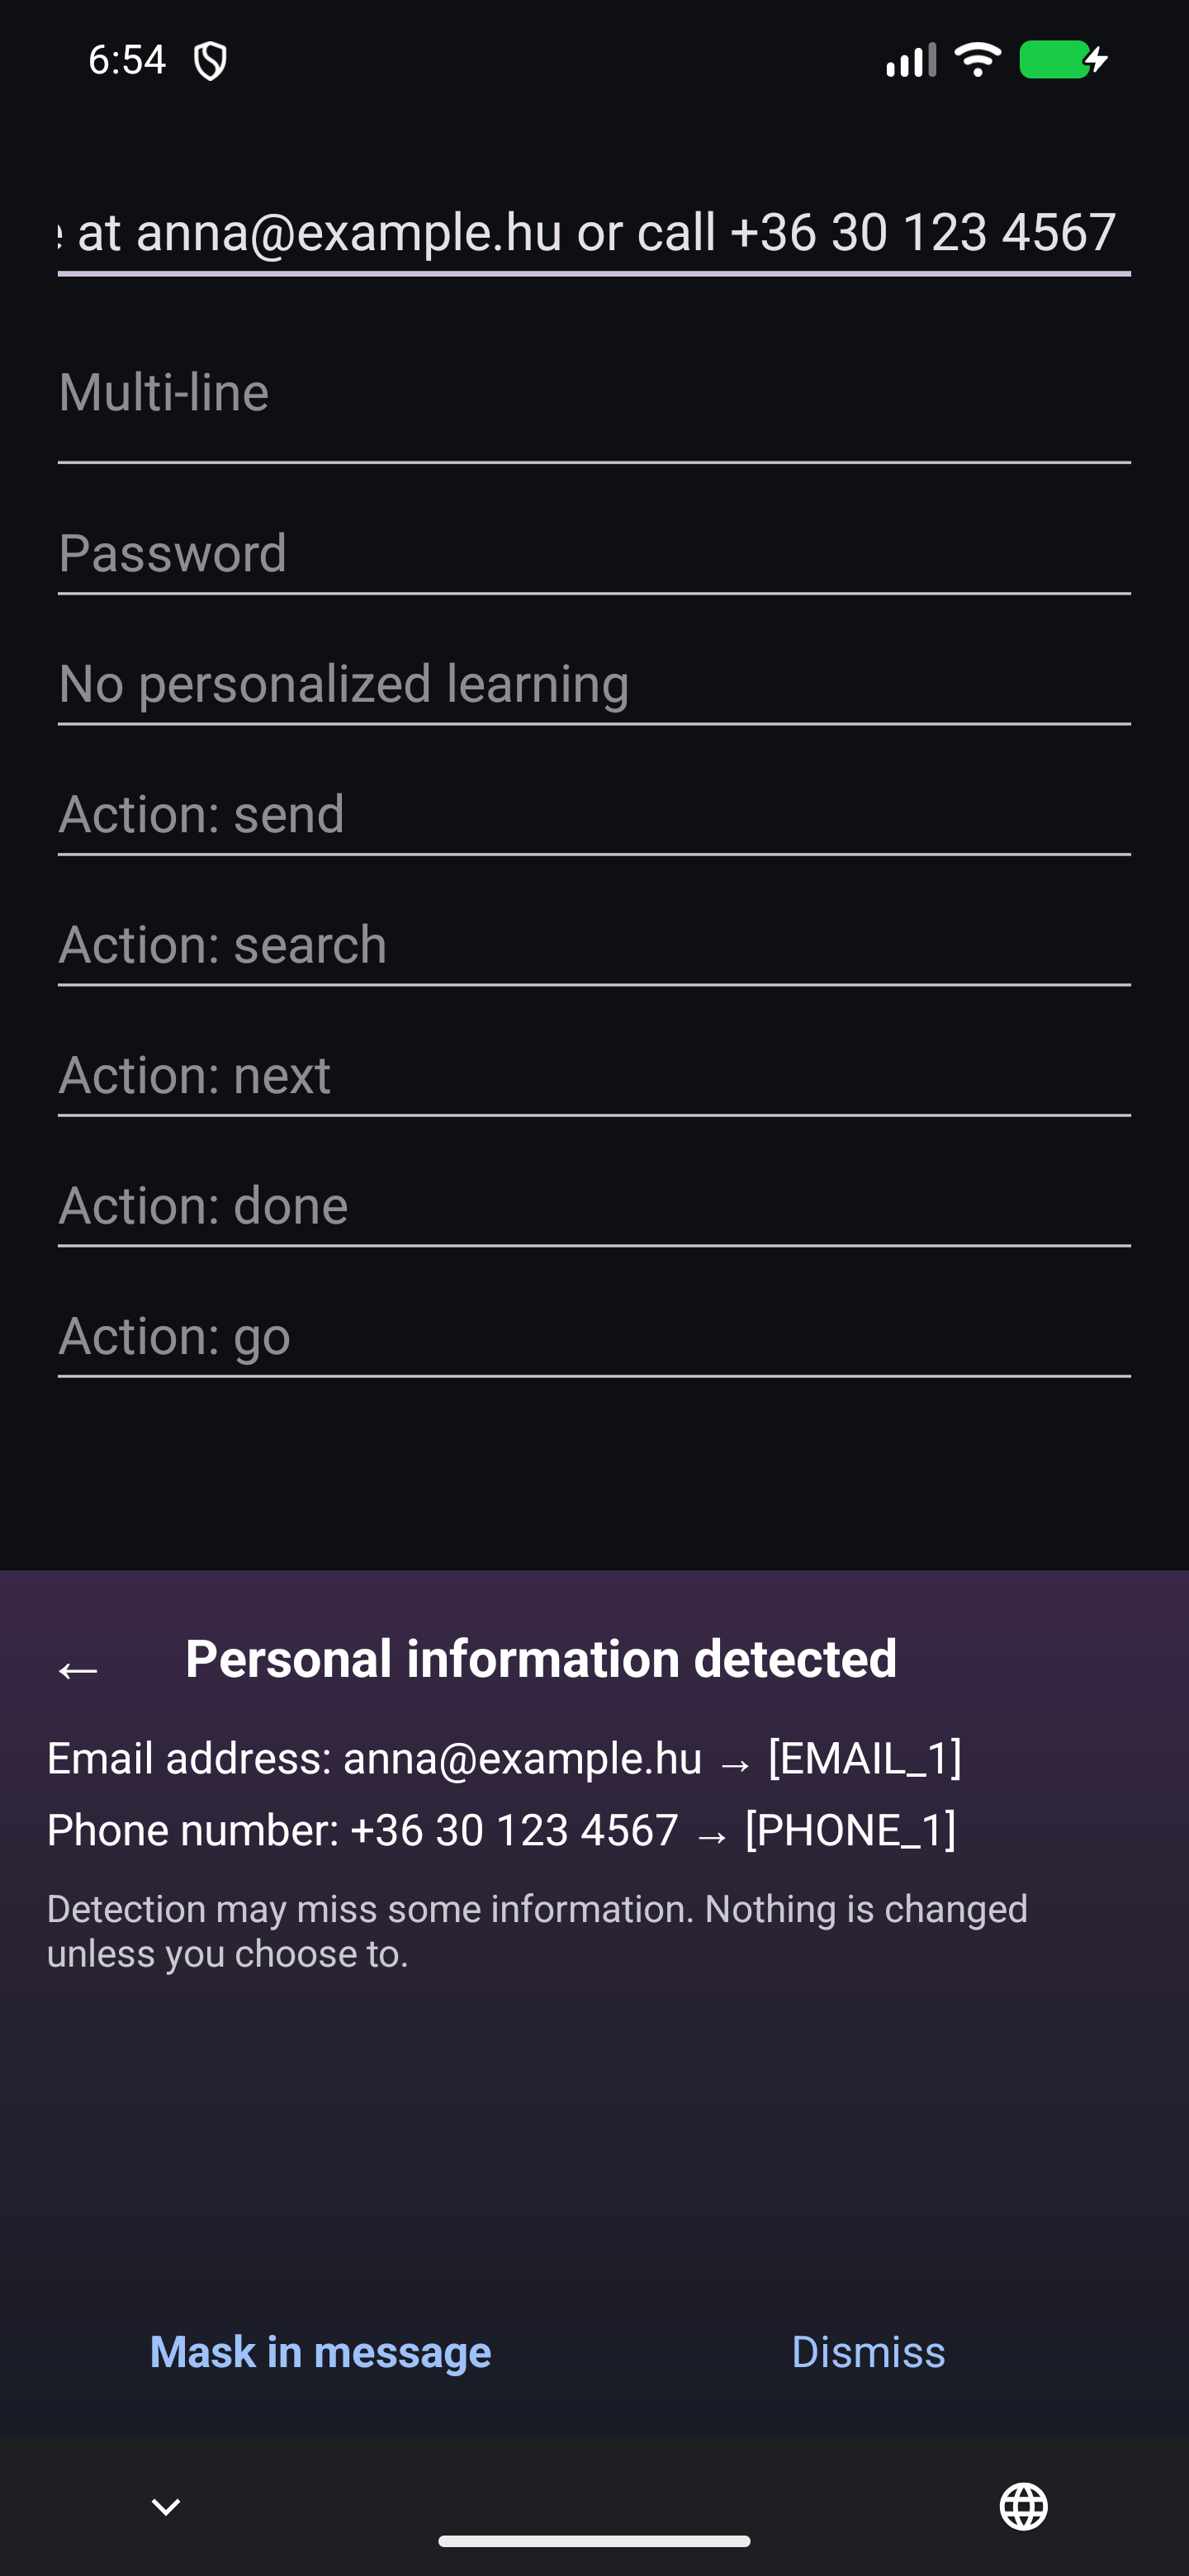 6:54
at anna@example.hu or call +36 30 123 4567
Multi-line
Password
No personalized learning
Action: send
Action: search
Action: next
Action: done
Action: go
← Personal information detected
Email address: anna@example.hu → [EMAIL_1]
Phone number: +36 30 123 4567 → [PHONE_1]
Detection may miss some information. Nothing is changed
unless you choose to.
Mask in message Dismiss